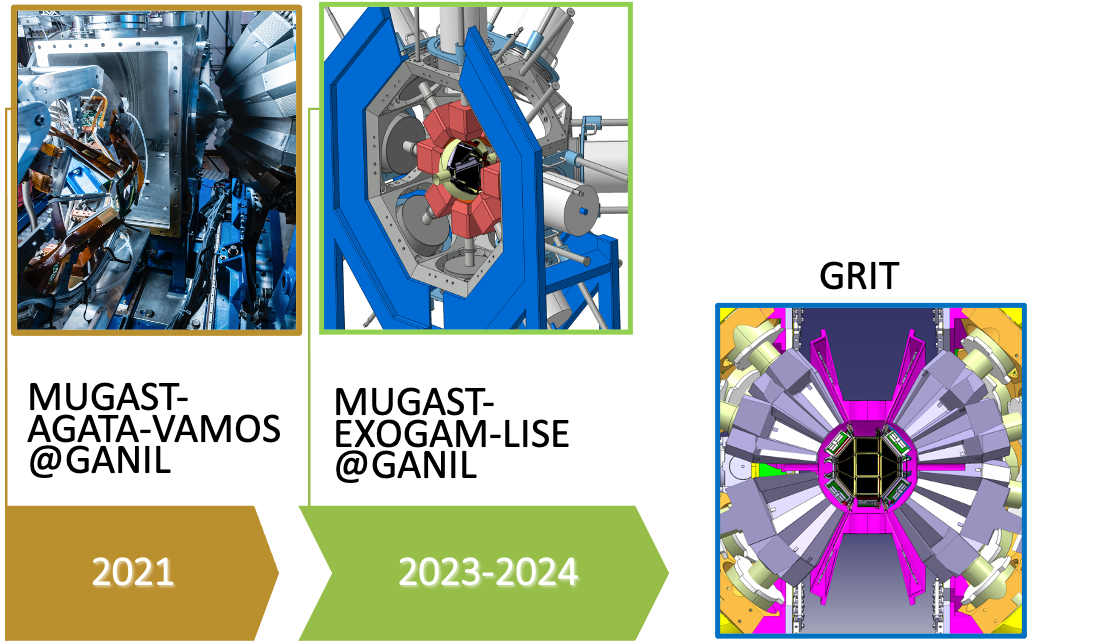 GRIT
MUGAST-
AGATA-VAMOS
@GANIL
MUGAST-
EXOGAM-LISE
@GANIL
2021
2023-2024